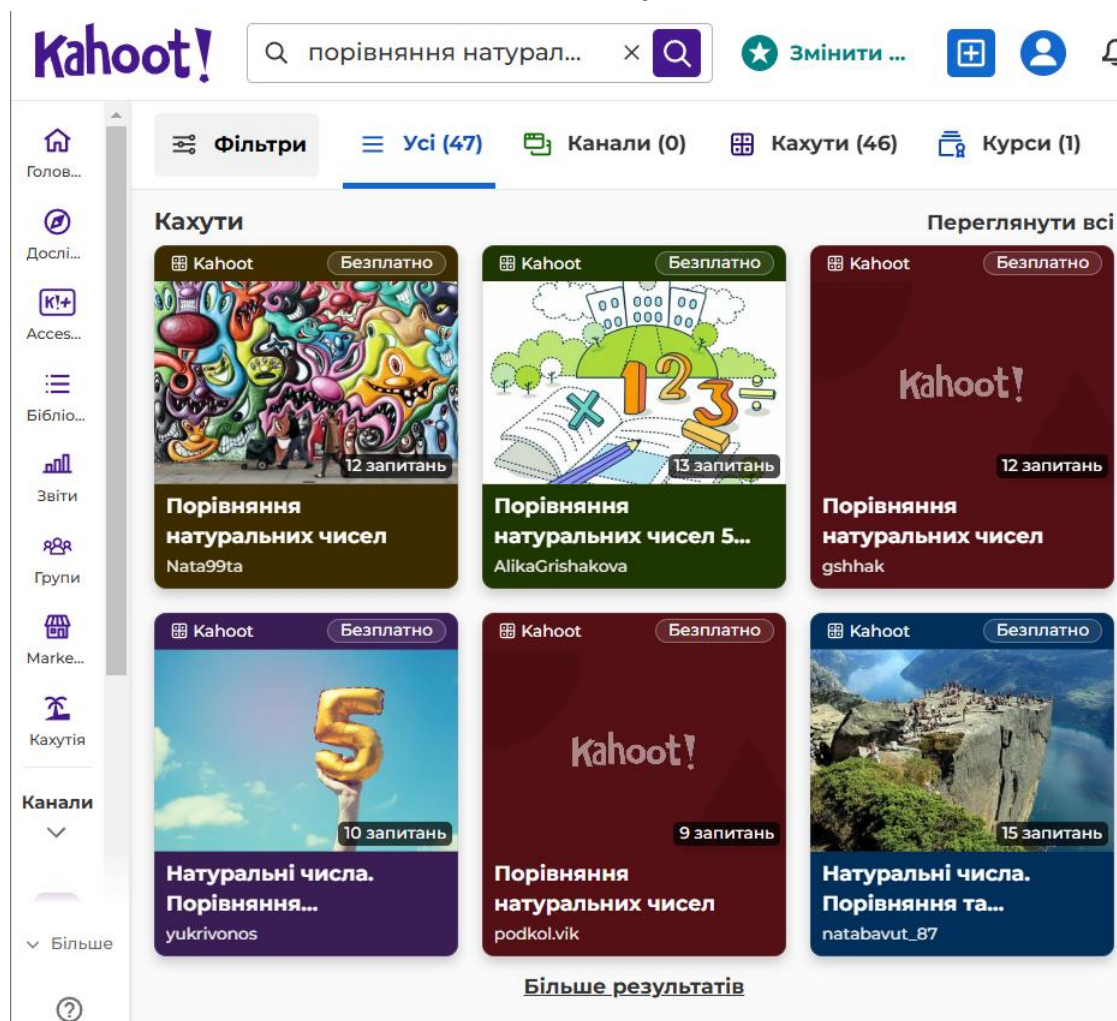 Kahoot!
порівняння натурал...
Змінити ...
Голов...
Дослі...
K!+
Acces...
Бібліо...
Звіти
Групи
Marke...
Кахутія
Канали
Більше
Фільтри
Усі (47)
Канали (0)
Кахути (46)
Курси (1)
Кахути
Переглянути всі
Kahoot
Безплатно
12 запитань
Порівняння
натуральних чисел
Nata99ta
Kahoot
Безплатно
123
13 запитань
Порівняння
натуральних чисел 5...
AlikaGrishakova
Kahoot
Безплатно
Kahoot!
12 запитань
Порівняння
натуральних чисел
gshhak
Kahoot
Безплатно
5
10 запитань
Натуральні числа.
Порівняння...
yukrivonos
Kahoot
Безплатно
Kahoot!
9 запитань
Порівняння
натуральних чисел
podkol.vik
Kahoot
Безплатно
15 запитань
Натуральні числа.
Порівняння та...
natabavut_87
Більше результатів